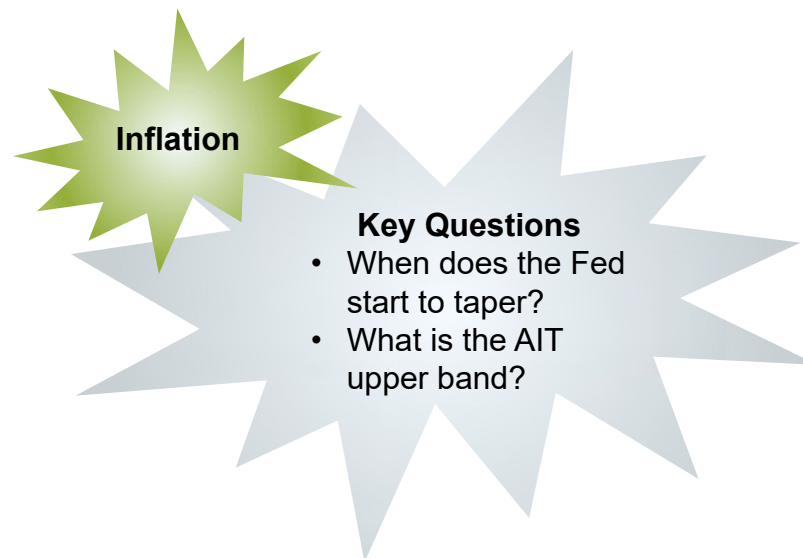 Inflation
Key Questions
• When does the Fed
start to taper?
• What is the AIT
upper band?